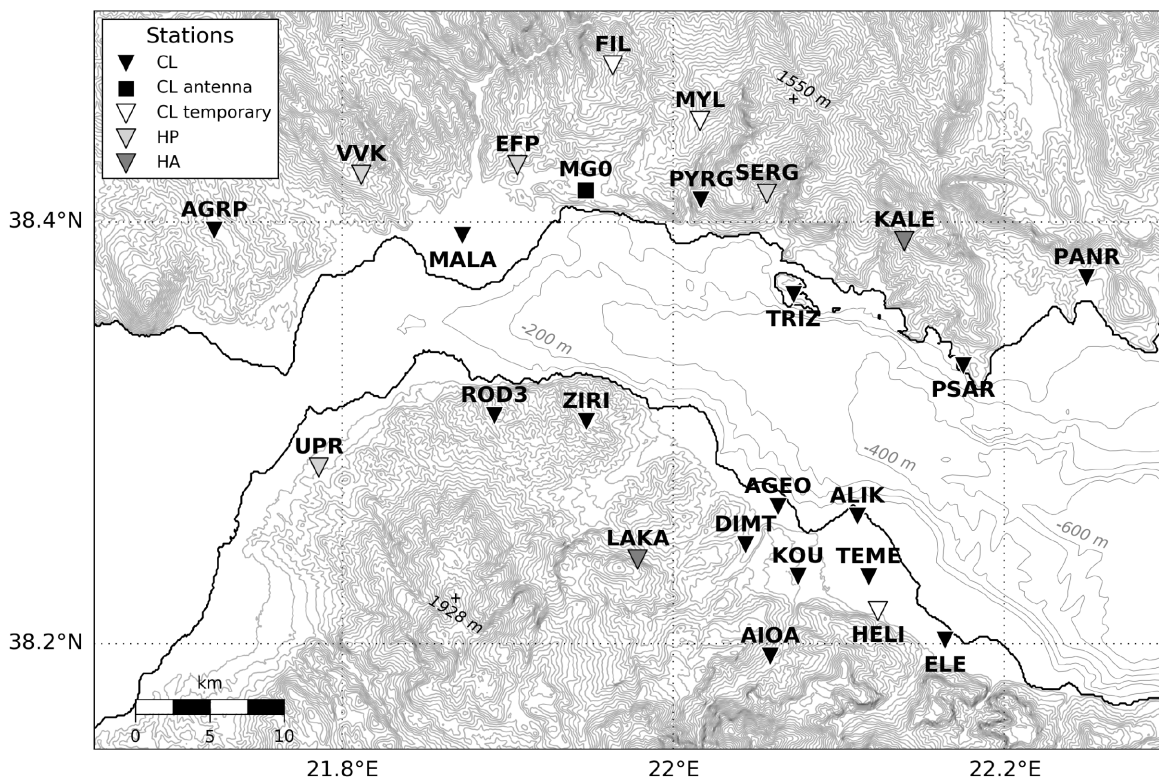 Stations
CL
CL antenna
CL temporary
HP
HA
FIL
1550 m
MYL
EFP
VVK
MG0
PYRG
SERG
AGRP
38.4°N
KALE
MALA
PANR
TRIZ
-200 m
PSAR
ROD3
ZIRI
UPR
-400 m
AGEO
ALIK
DIMT
LAKA
-600 m
KOU
TEME
1928 m
AIOA
HELI
38.2°N
ELE
km
0 5 10
21.8°E 22°E 22.2°E